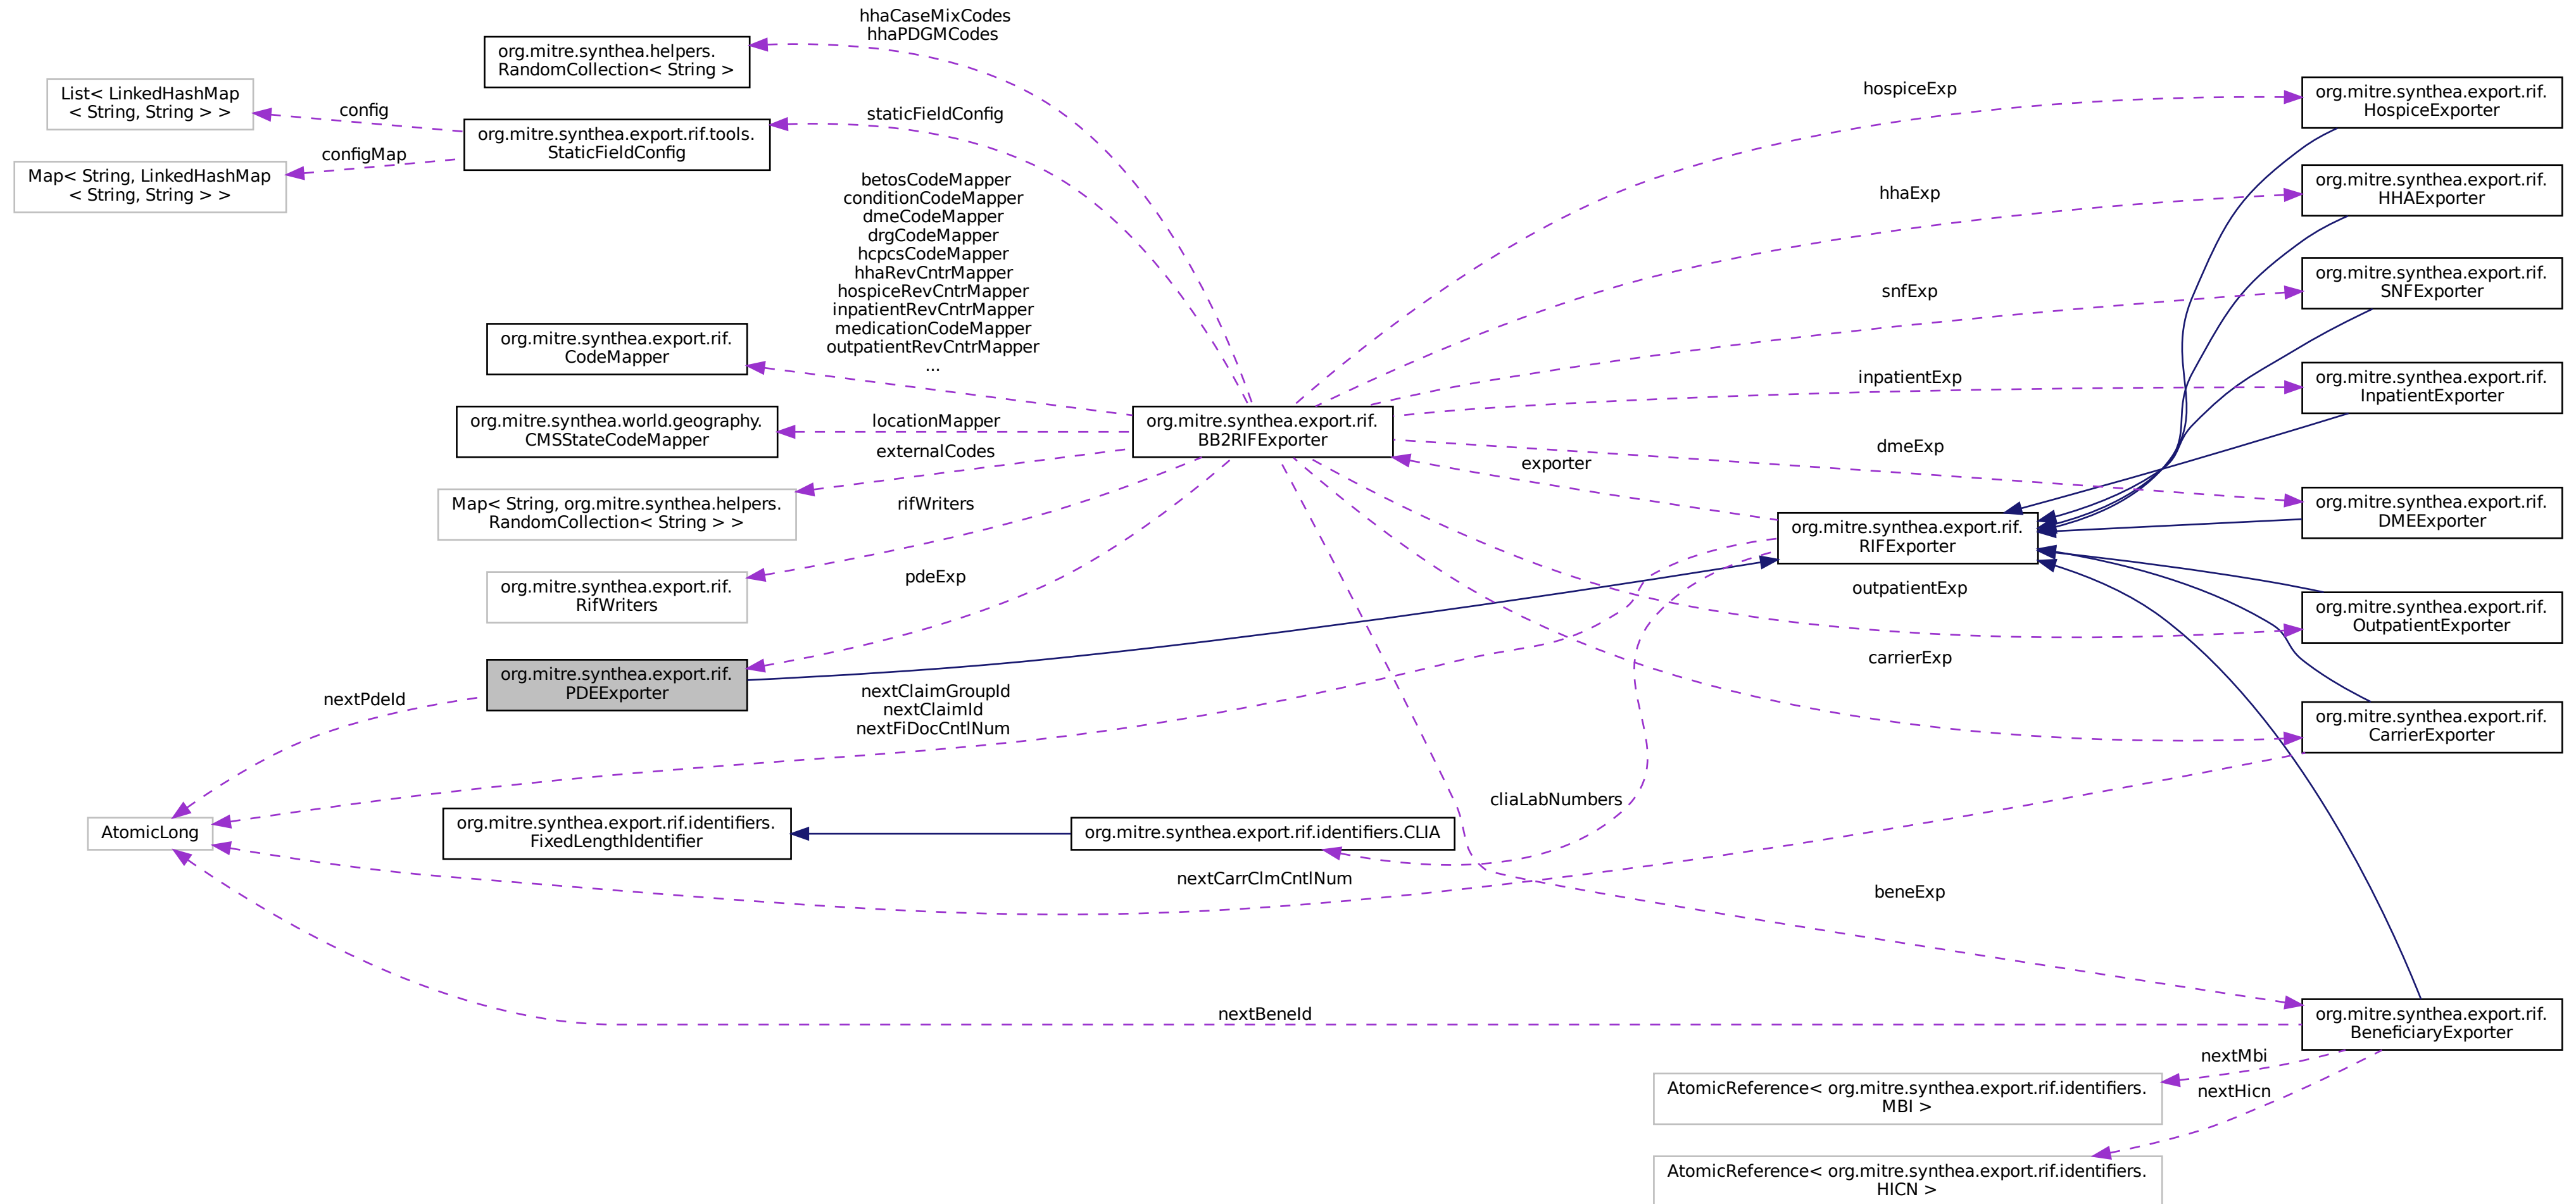 hhaCaseMixCodes
hhaPDGMCodes
org.mitre.synthea.helpers.
RandomCollection< String >
List< LinkedHashMap
< String, String > >
config
staticFieldConfig
org.mitre.synthea.export.rif.tools.
StaticFieldConfig
configMap
Map< String, LinkedHashMap
< String, String > >
betosCodeMapper
conditionCodeMapper
dmeCodeMapper
drgCodeMapper
hcpcsCodeMapper
hhaRevCntrMapper
hospiceRevCntrMapper
inpatientRevCntrMapper
medicationCodeMapper
outpatientRevCntrMapper
...
org.mitre.synthea.export.rif.
CodeMapper
org.mitre.synthea.world.geography.
CMSStateCodeMapper
locationMapper
externalCodes
Map< String, org.mitre.synthea.helpers.
RandomCollection< String > >
rifWriters
org.mitre.synthea.export.rif.
RifWriters
pdeExp
org.mitre.synthea.export.rif.
PDEExporter
nextPdeId
nextClaimGroupId
nextClaimId
nextFiDocCntlNum
AtomicLong
org.mitre.synthea.export.rif.identifiers.
FixedLengthIdentifier
org.mitre.synthea.export.rif.identifiers.CLIA
nextCarrClmCntlNum
nextBeneId
org.mitre.synthea.export.rif.
BB2RIFExporter
exporter
cliaLabNumbers
org.mitre.synthea.export.rif.
RIFExporter
hospiceExp
hhaExp
snfExp
inpatientExp
dmeExp
outpatientExp
carrierExp
beneExp
org.mitre.synthea.export.rif.
HospiceExporter
org.mitre.synthea.export.rif.
HHAExporter
org.mitre.synthea.export.rif.
SNFExporter
org.mitre.synthea.export.rif.
InpatientExporter
org.mitre.synthea.export.rif.
DMEExporter
org.mitre.synthea.export.rif.
OutpatientExporter
org.mitre.synthea.export.rif.
CarrierExporter
org.mitre.synthea.export.rif.
BeneficiaryExporter
nextMbi
nextHicn
AtomicReference< org.mitre.synthea.export.rif.identifiers.
MBI >
AtomicReference< org.mitre.synthea.export.rif.identifiers.
HICN >